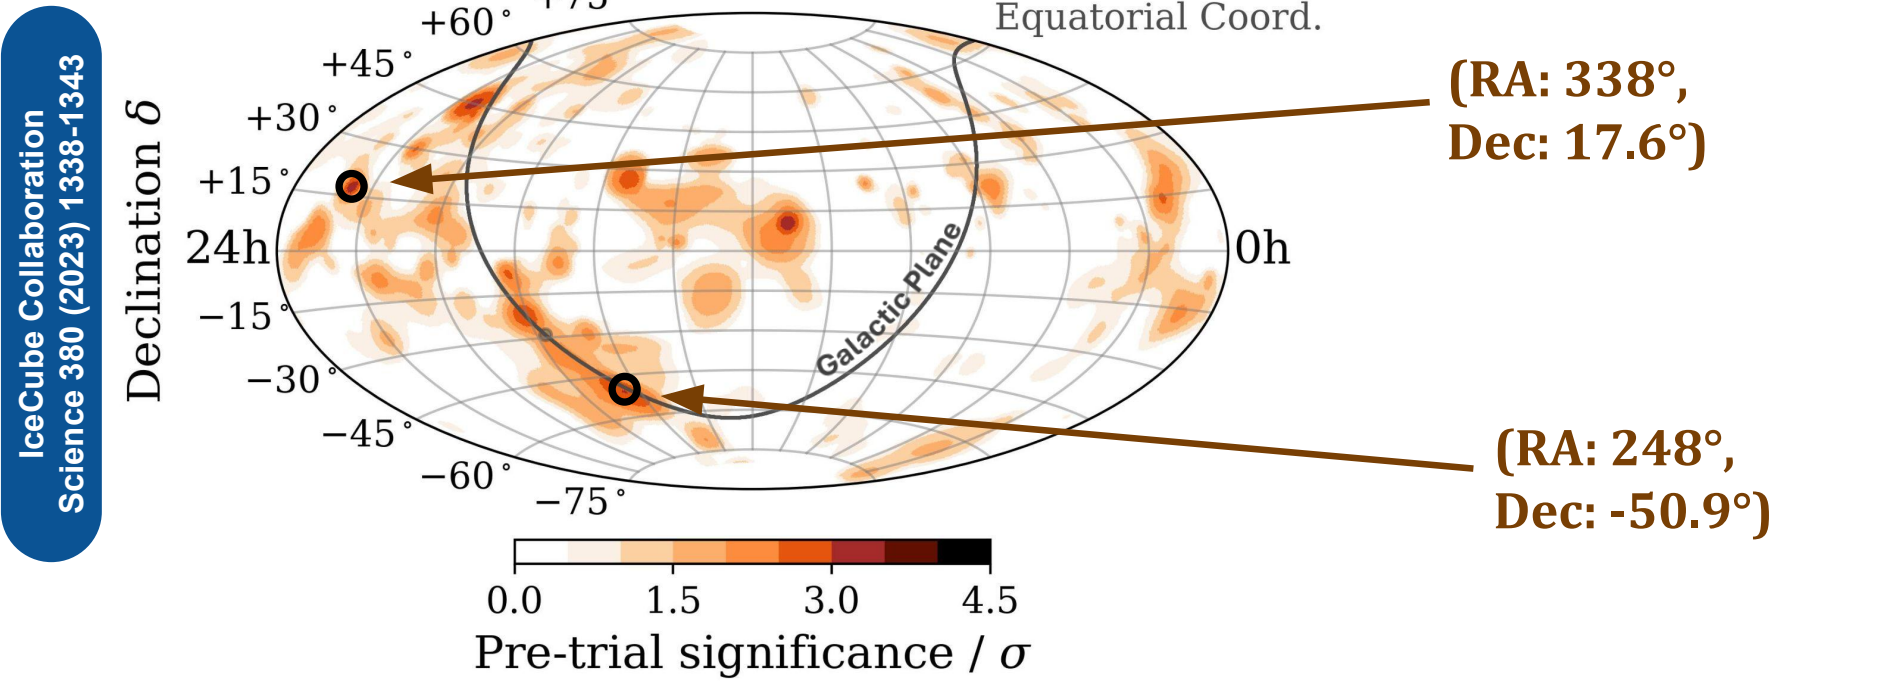 IceCube Collaboration
Science 380 (2023) 1338-1343
Declination δ
+75
+60°
+45°
+30°
+15°
24h
−15°
−30°
−45°
−60°
−75°
Equatorial Coord.
0h
Galactic Plane
(RA: 338°,
Dec: 17.6°)
(RA: 248°,
Dec: -50.9°)
0.0 1.5 3.0 4.5
Pre-trial significance / σ